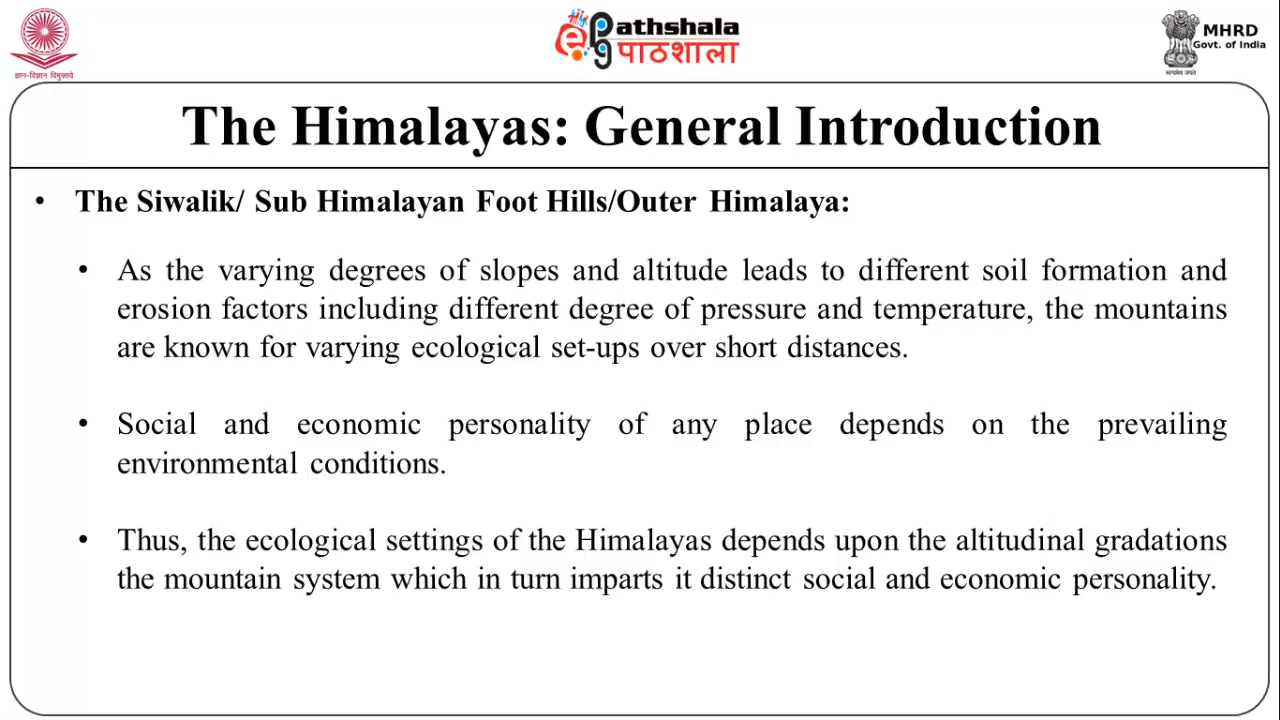 ज्ञान-विज्ञान विमुक्तये
ePathshala
पाठशाला
MHRD
Govt. of India
सत्यमेव जयते
The Himalayas: General Introduction
• The Siwalik/ Sub Himalayan Foot Hills/Outer Himalaya:
• As the varying degrees of slopes and altitude leads to different soil formation and
erosion factors including different degree of pressure and temperature, the mountains
are known for varying ecological set-ups over short distances.
• Social and economic personality of any place depends on the prevailing
environmental conditions.
• Thus, the ecological settings of the Himalayas depends upon the altitudinal gradations
the mountain system which in turn imparts it distinct social and economic personality.